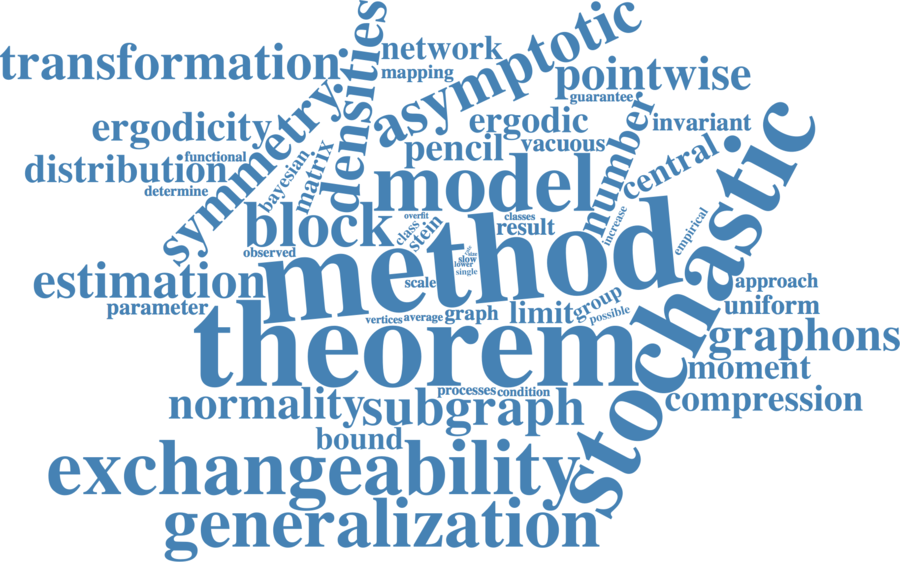 transformation
densities
network
mapping
asymptotic
pointwise
guarantee
symmetry
ergodicity
ergodic
number
invariant
functional
distribution
determine
bayesian
matrix
pencil
vacuous
central
model
stochastic
block
overfit
classes
class
stein
result
increase
empirical
observed
method
slow
lower
single
estimation
scale
approach
parameter
vertices
average
graph
limit
group
possible
uniform
theorem
graphons
moment
processes
condition
normality
subgraph
compression
bound
exchangeability
generalization